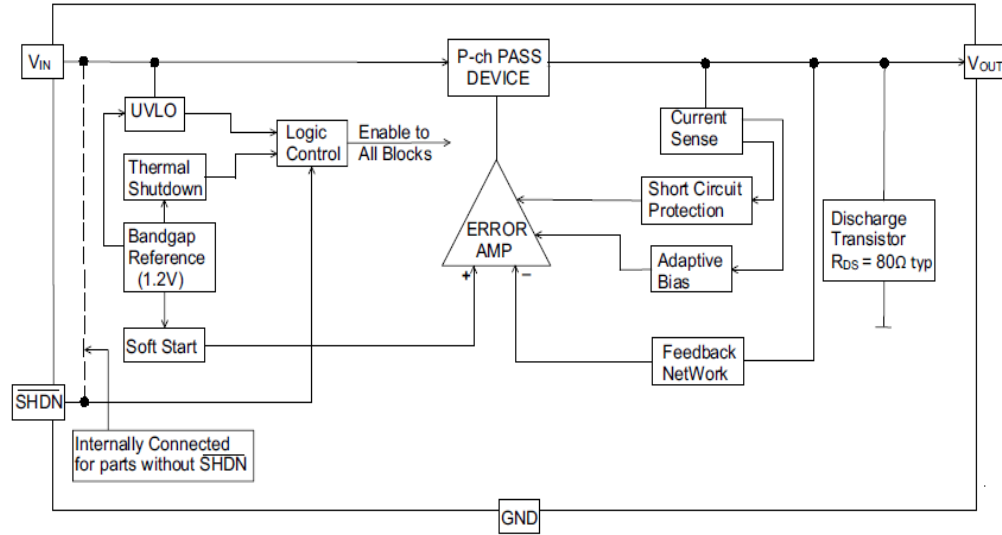 VIN
P-ch PASS
DEVICE
VOUT
UVLO
Logic
Control
Enable to
All Blocks
Current
Sense
Thermal
Shutdown
Short Circuit
Protection
Bandgap
Reference
(1.2V)
ERROR
AMP
+
−
Adaptive
Bias
Discharge
Transistor
RDS = 80Ω typ
Soft Start
Feedback
NetWork
SHDN
Internally Connected
for parts without SHDN
GND